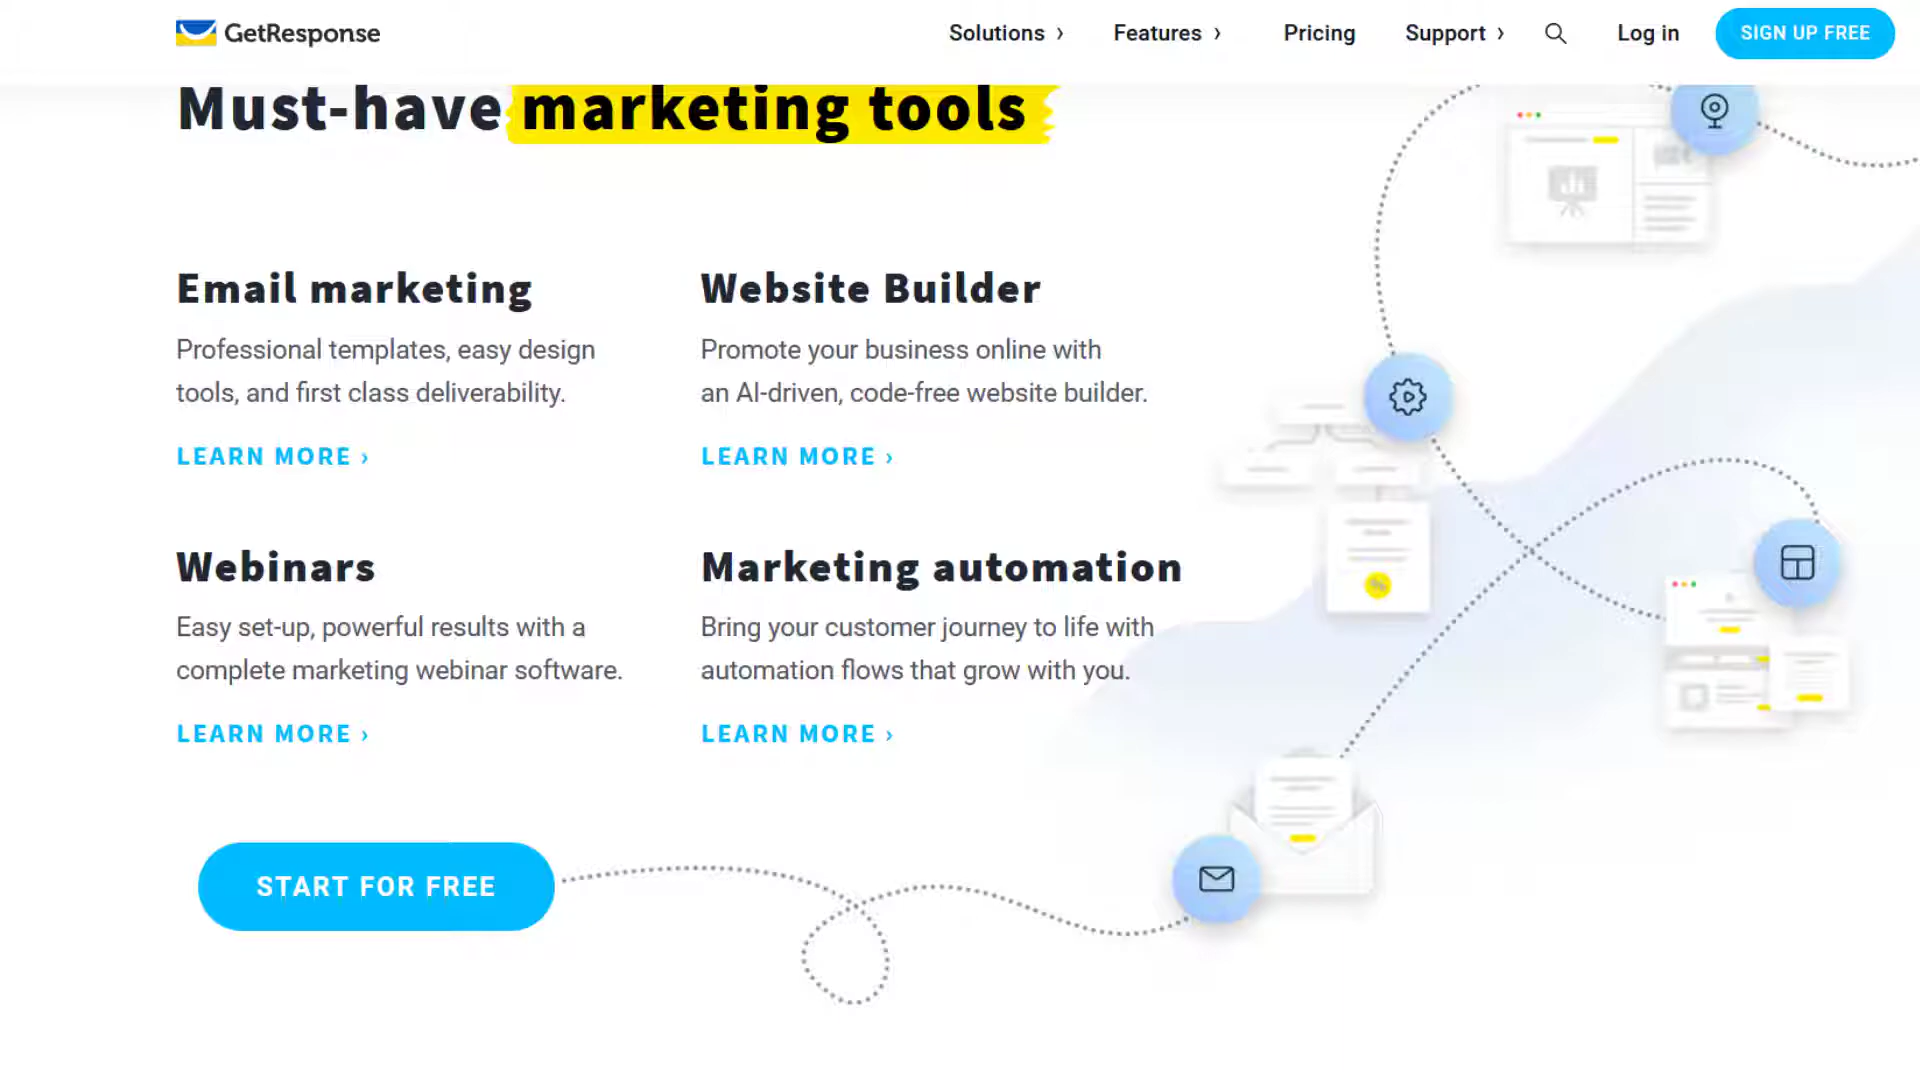 GetResponse
Solutions ›
Features ›
Pricing
Support ›
Log in
SIGN UP FREE
Must-have marketing tools
Email marketing
Professional templates, easy design
tools, and first class deliverability.
LEARN MORE ›
Website Builder
Promote your business online with
an AI-driven, code-free website builder.
LEARN MORE ›
Webinars
Easy set-up, powerful results with a
complete marketing webinar software.
LEARN MORE ›
Marketing automation
Bring your customer journey to life with
automation flows that grow with you.
LEARN MORE ›
START FOR FREE